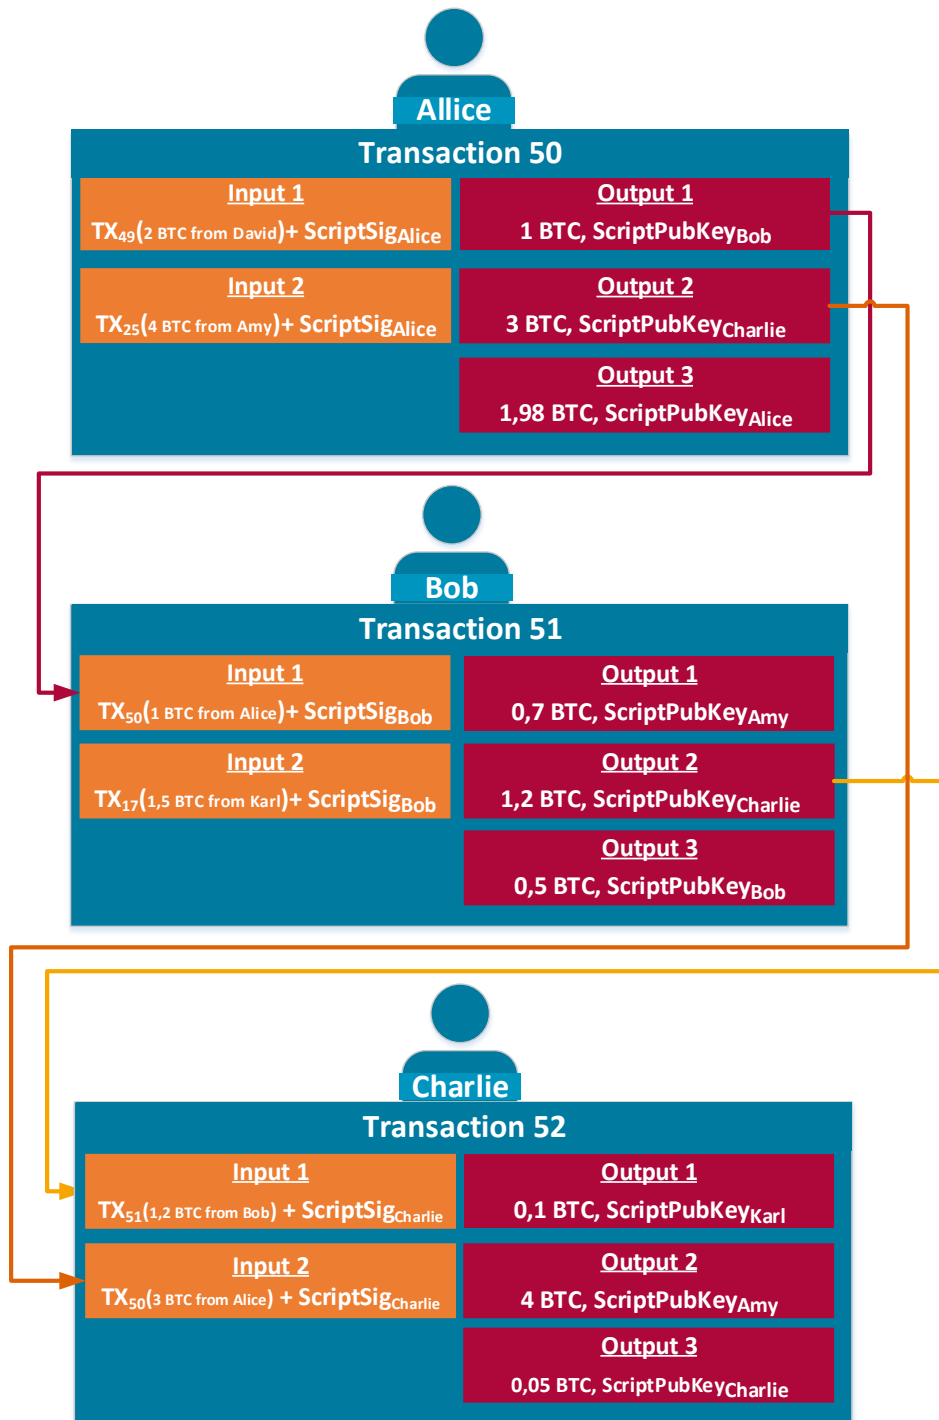 Allice
Transaction 50
Input 1
TX49(2 BTC from David)+ ScriptSigAlice
Input 2
TX25(4 BTC from Amy)+ ScriptSigAlice
Output 1
1 BTC, ScriptPubKeyBob
Output 2
3 BTC, ScriptPubKeyCharlie
Output 3
1,98 BTC, ScriptPubKeyAlice
Bob
Transaction 51
Input 1
TX50(1 BTC from Alice)+ ScriptSigBob
Input 2
TX17(1,5 BTC from Karl)+ ScriptSigBob
Output 1
0,7 BTC, ScriptPubKeyAmy
Output 2
1,2 BTC, ScriptPubKeyCharlie
Output 3
0,5 BTC, ScriptPubKeyBob
Charlie
Transaction 52
Input 1
TX51(1,2 BTC from Bob) + ScriptSigCharlie
Input 2
TX50(3 BTC from Alice) + ScriptSigCharlie
Output 1
0,1 BTC, ScriptPubKeyKarl
Output 2
4 BTC, ScriptPubKeyAmy
Output 3
0,05 BTC, ScriptPubKeyCharlie